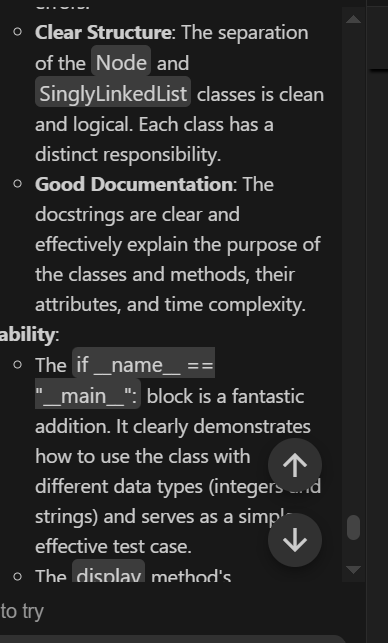 errors.
Clear Structure: The separation
of the Node and
SinglyLinkedList classes is clean
and logical. Each class has a
distinct responsibility.
Good Documentation: The
docstrings are clear and
effectively explain the purpose of
the classes and methods, their
attributes, and time complexity.
ability:
The if __name__ ==
"__main__": block is a fantastic
addition. It clearly demonstrates
how to use the class with
different data types (integers and
strings) and serves as a simple,
effective test case.
The display method's
to try